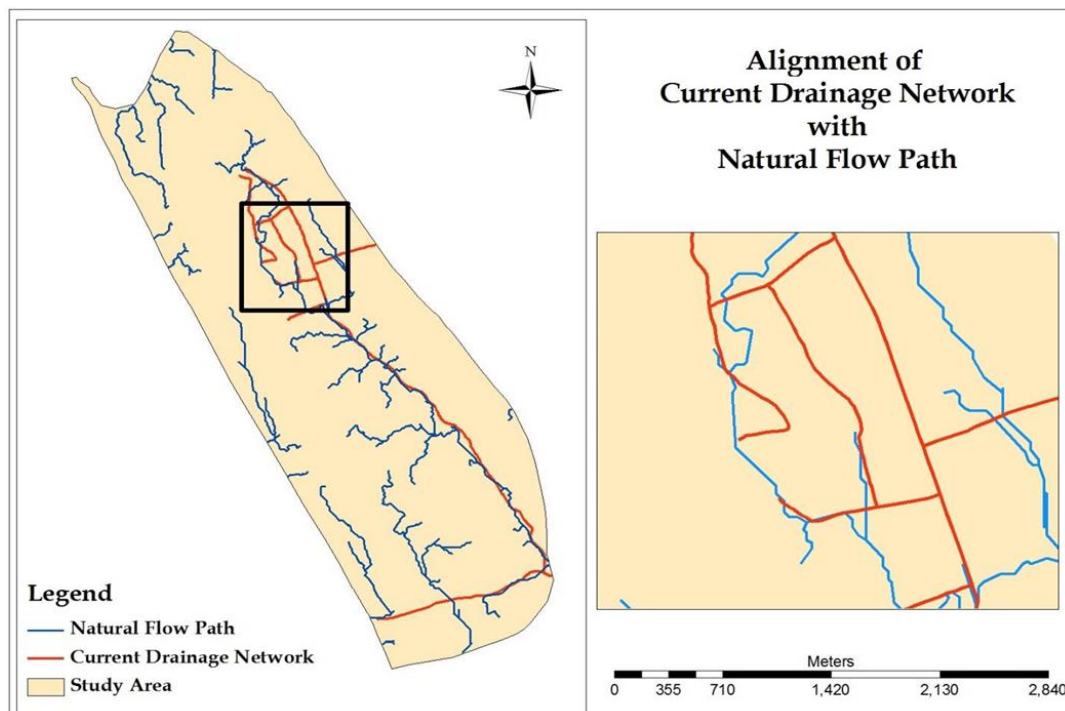 N
Alignment of
Current Drainage Network
with
Natural Flow Path
Legend
Natural Flow Path
Current Drainage Network
Study Area
Meters
0 355 710 1,420 2,130 2,840